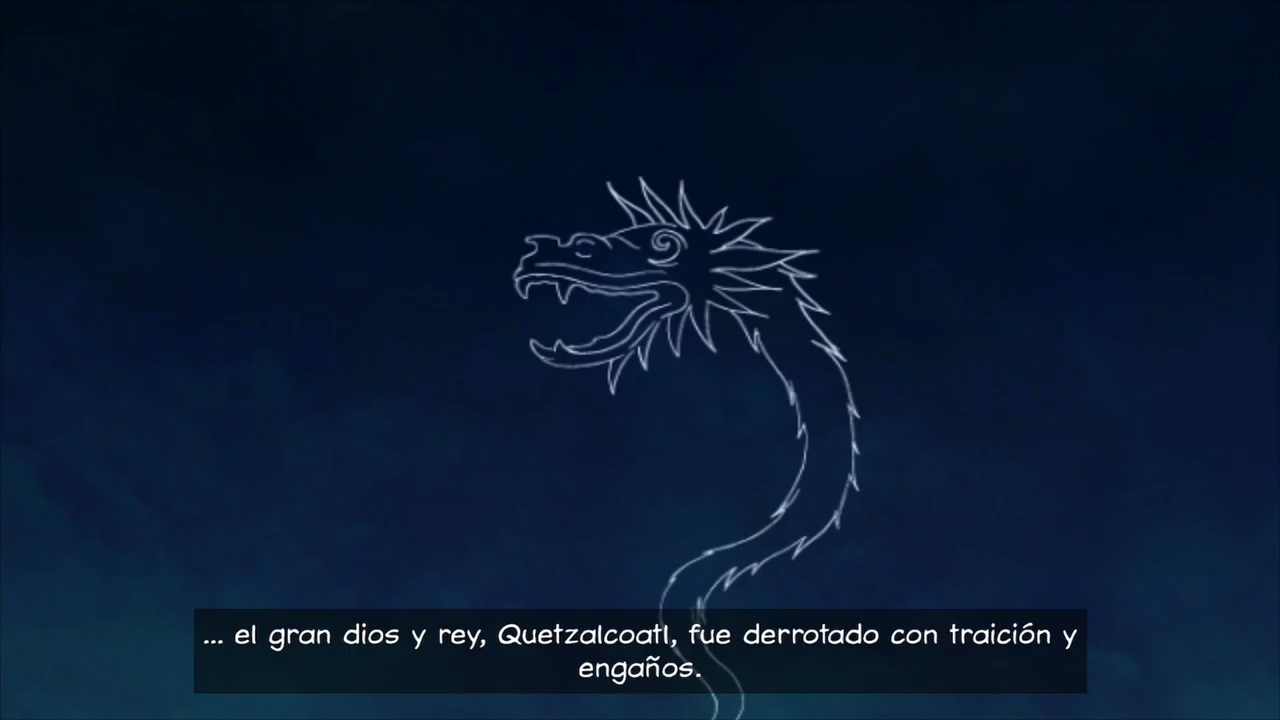 ... el gran dios y rey, Quetzalcoatl, fue derrotado con traición y
engaños.